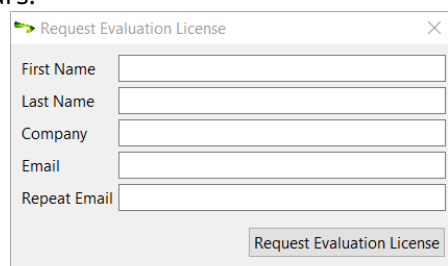 Request Evaluation License
First Name
Last Name
Company
Email
Repeat Email
Request Evaluation License